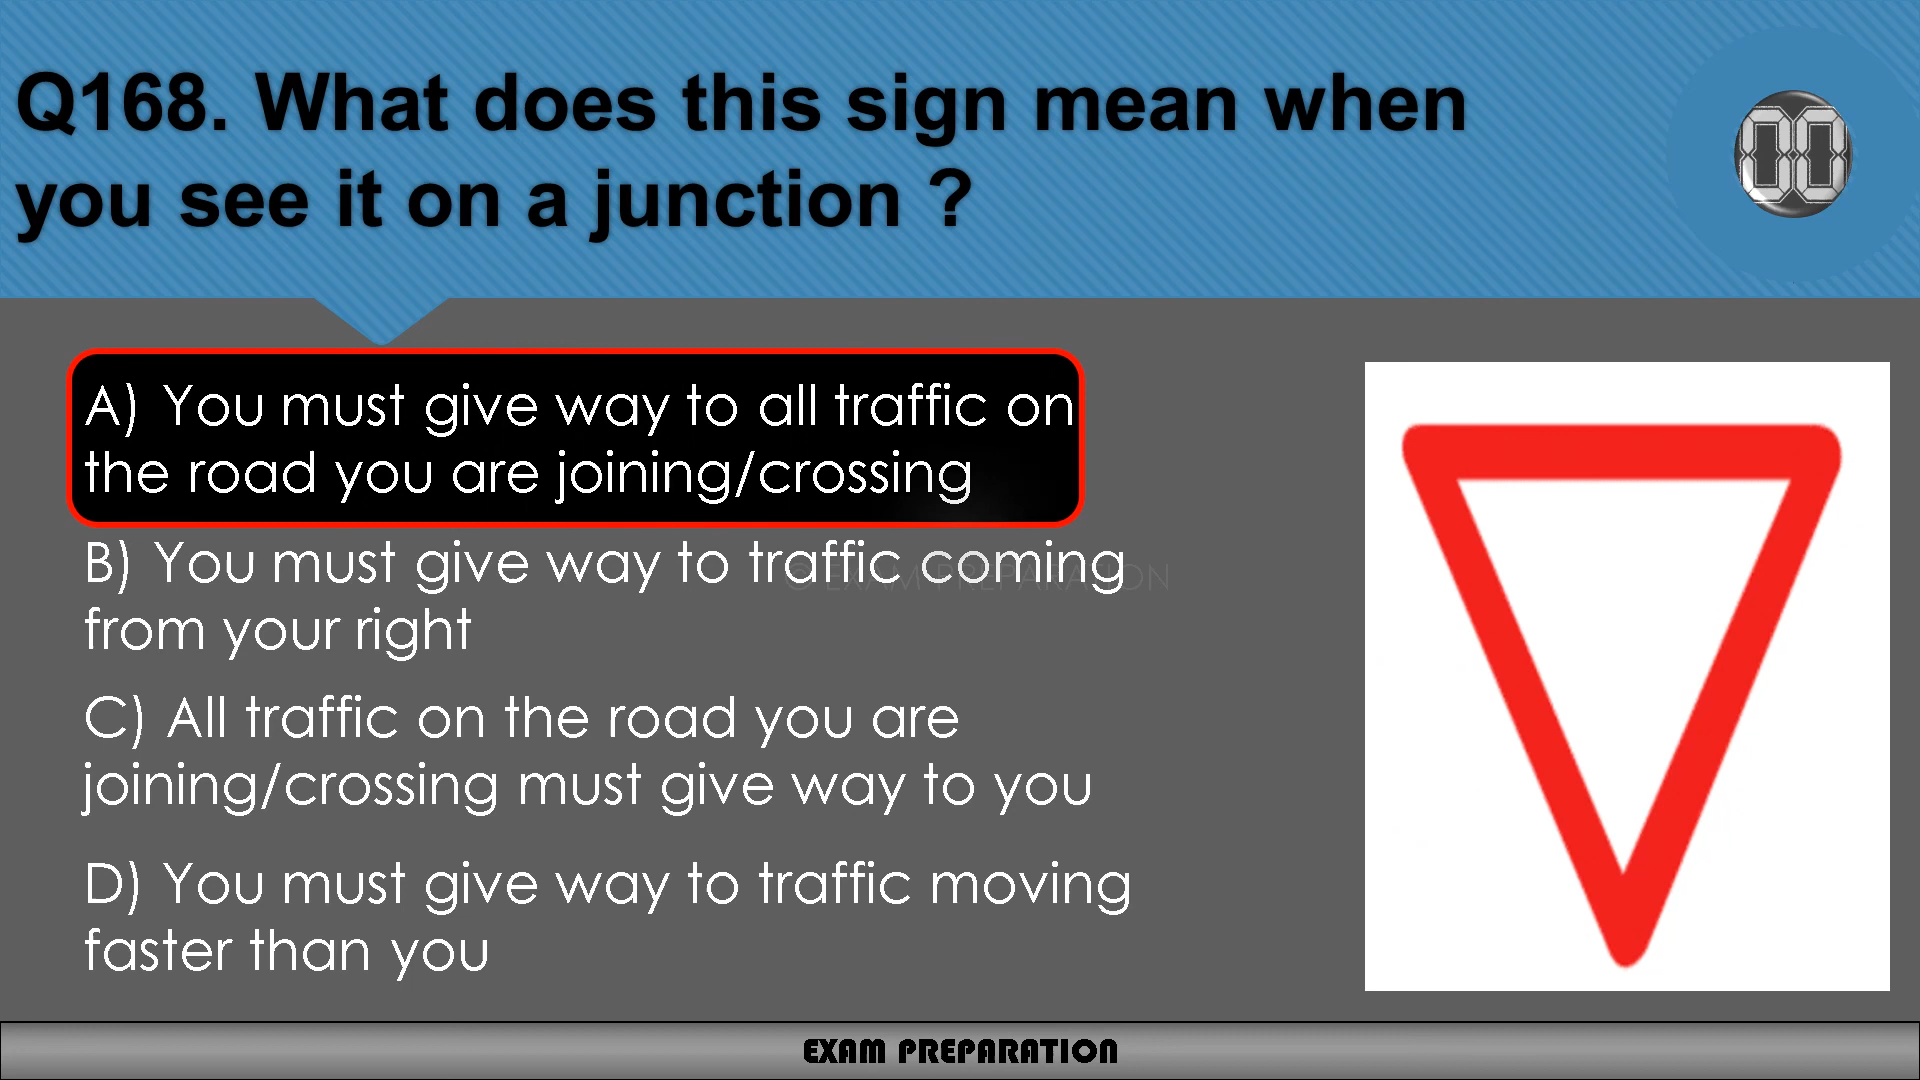 Q168. What does this sign mean when
you see it on a junction ?
00
A) You must give way to all traffic on
the road you are joining/crossing
B) You must give way to traffic coming
from your right
© EXAM PREPARATION
C) All traffic on the road you are
joining/crossing must give way to you
D) You must give way to traffic moving
faster than you
EXAM PREPARATION